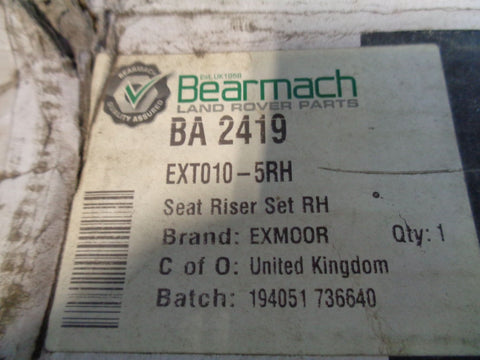 Est.UK1958
Bearmach
LAND ROVER PARTS
BEARMACH
QUALITY ASSURED
BA 2419
EXT010-5RH
Seat Riser Set RH
Brand: EXMOOR Qty: 1
C of O: United Kingdom
Batch: 194051 736640